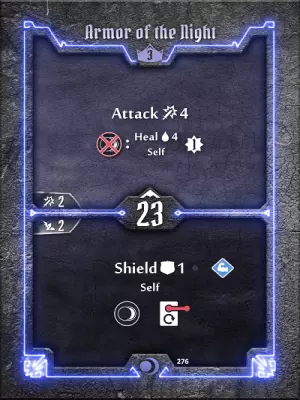 Armor of the Night
3
Attack 4
: Heal 4
Self
1
2
23
2
Shield 1
Self
276